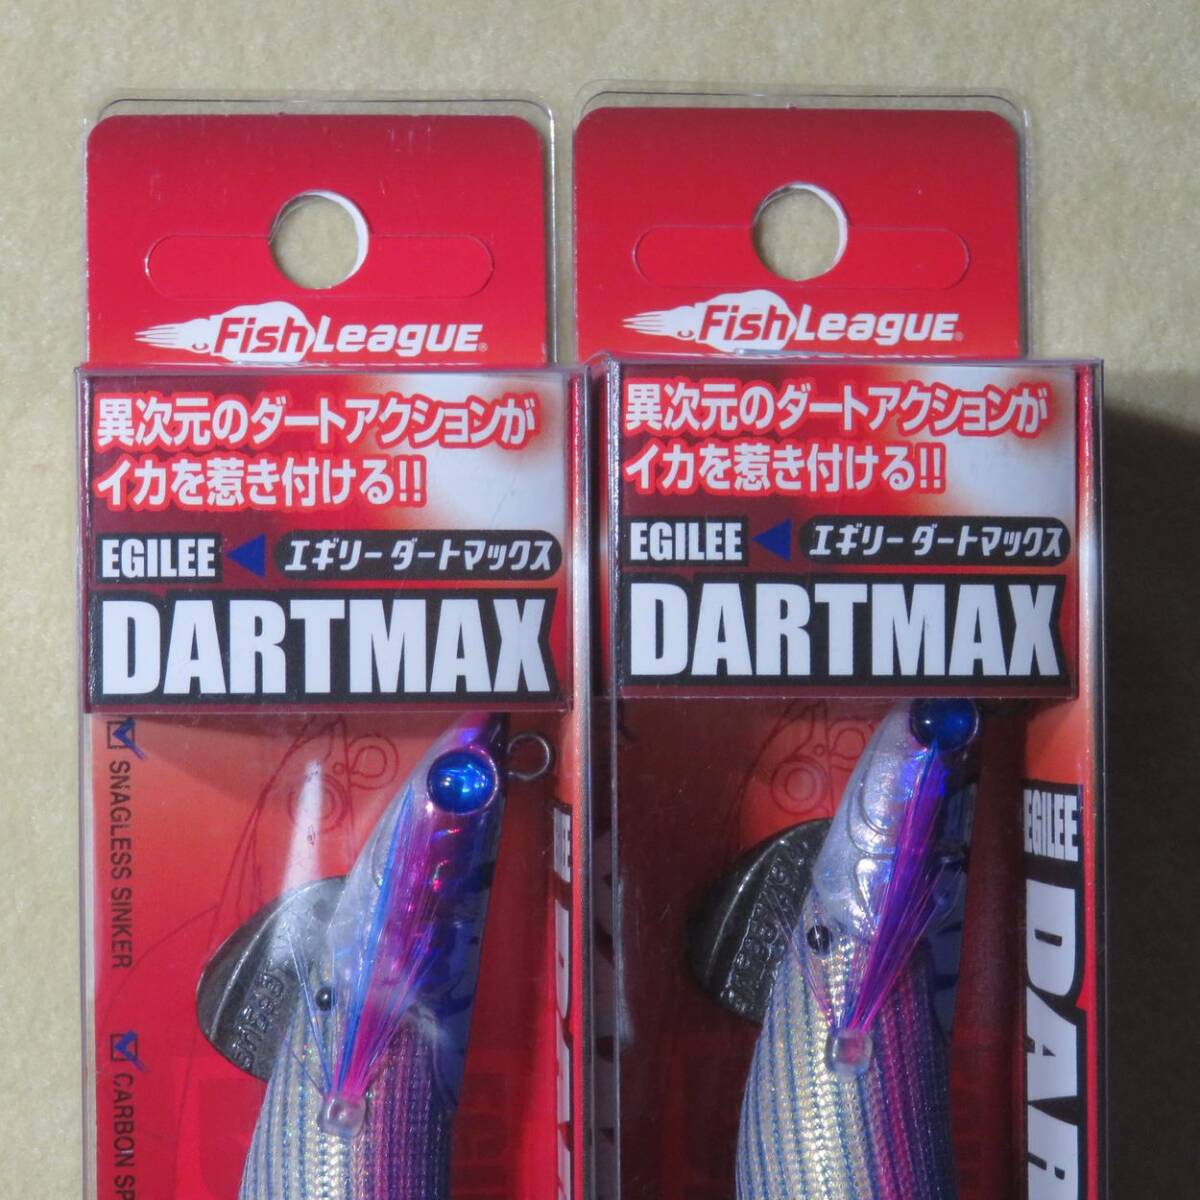 Fish LEAGUE®
異次元のダートアクションが
イカを惹き付ける!!
EGILEE エギリー ダートマックス
DARTMAX
SNAGLESS SINKER
CARBON SP
Fish LEAGUE®
異次元のダートアクションが
イカを惹き付ける!!
EGILEE エギリー ダートマックス
DARTMAX
EGILEE
DAR